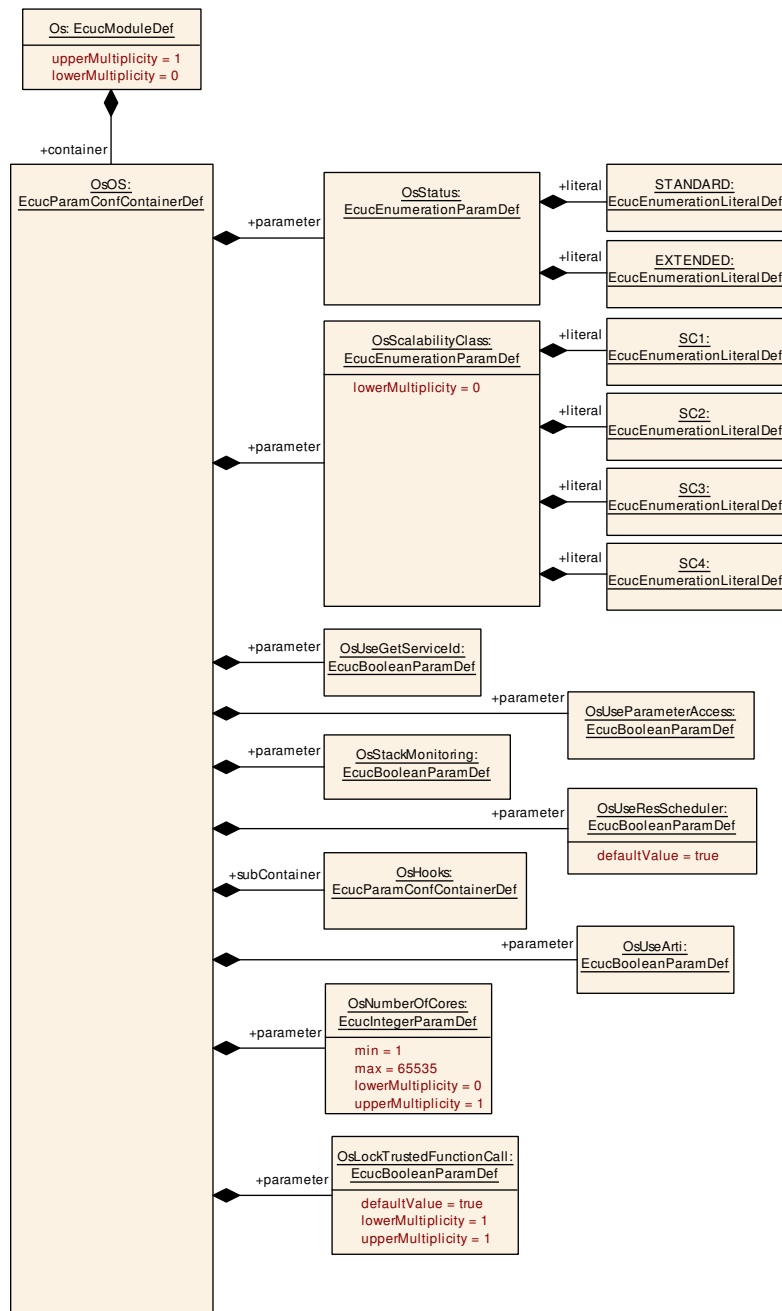 Os: EcucModuleDef
upperMultiplicity = 1
lowerMultiplicity = 0
+container
OsOS:
EcucParamConfContainerDef
+parameter
OsStatus:
EcucEnumerationParamDef
+literal
STANDARD:
EcucEnumerationLiteralDef
+literal
EXTENDED:
EcucEnumerationLiteralDef
+parameter
OsScalabilityClass:
EcucEnumerationParamDef
lowerMultiplicity = 0
+literal
SC1:
EcucEnumerationLiteralDef
+literal
SC2:
EcucEnumerationLiteralDef
+literal
SC3:
EcucEnumerationLiteralDef
+literal
SC4:
EcucEnumerationLiteralDef
+parameter
OsUseGetServiceId:
EcucBooleanParamDef
+parameter
OsUseParameterAccess:
EcucBooleanParamDef
+parameter
OsStackMonitoring:
EcucBooleanParamDef
+parameter
OsUseResScheduler:
EcucBooleanParamDef
defaultValue = true
+subContainer
OsHooks:
EcucParamConfContainerDef
+parameter
OsUseArti:
EcucBooleanParamDef
+parameter
OsNumberOfCores:
EcucIntegerParamDef
min = 1
max = 65535
lowerMultiplicity = 0
upperMultiplicity = 1
+parameter
OsLockTrustedFunctionCall:
EcucBooleanParamDef
defaultValue = true
lowerMultiplicity = 1
upperMultiplicity = 1